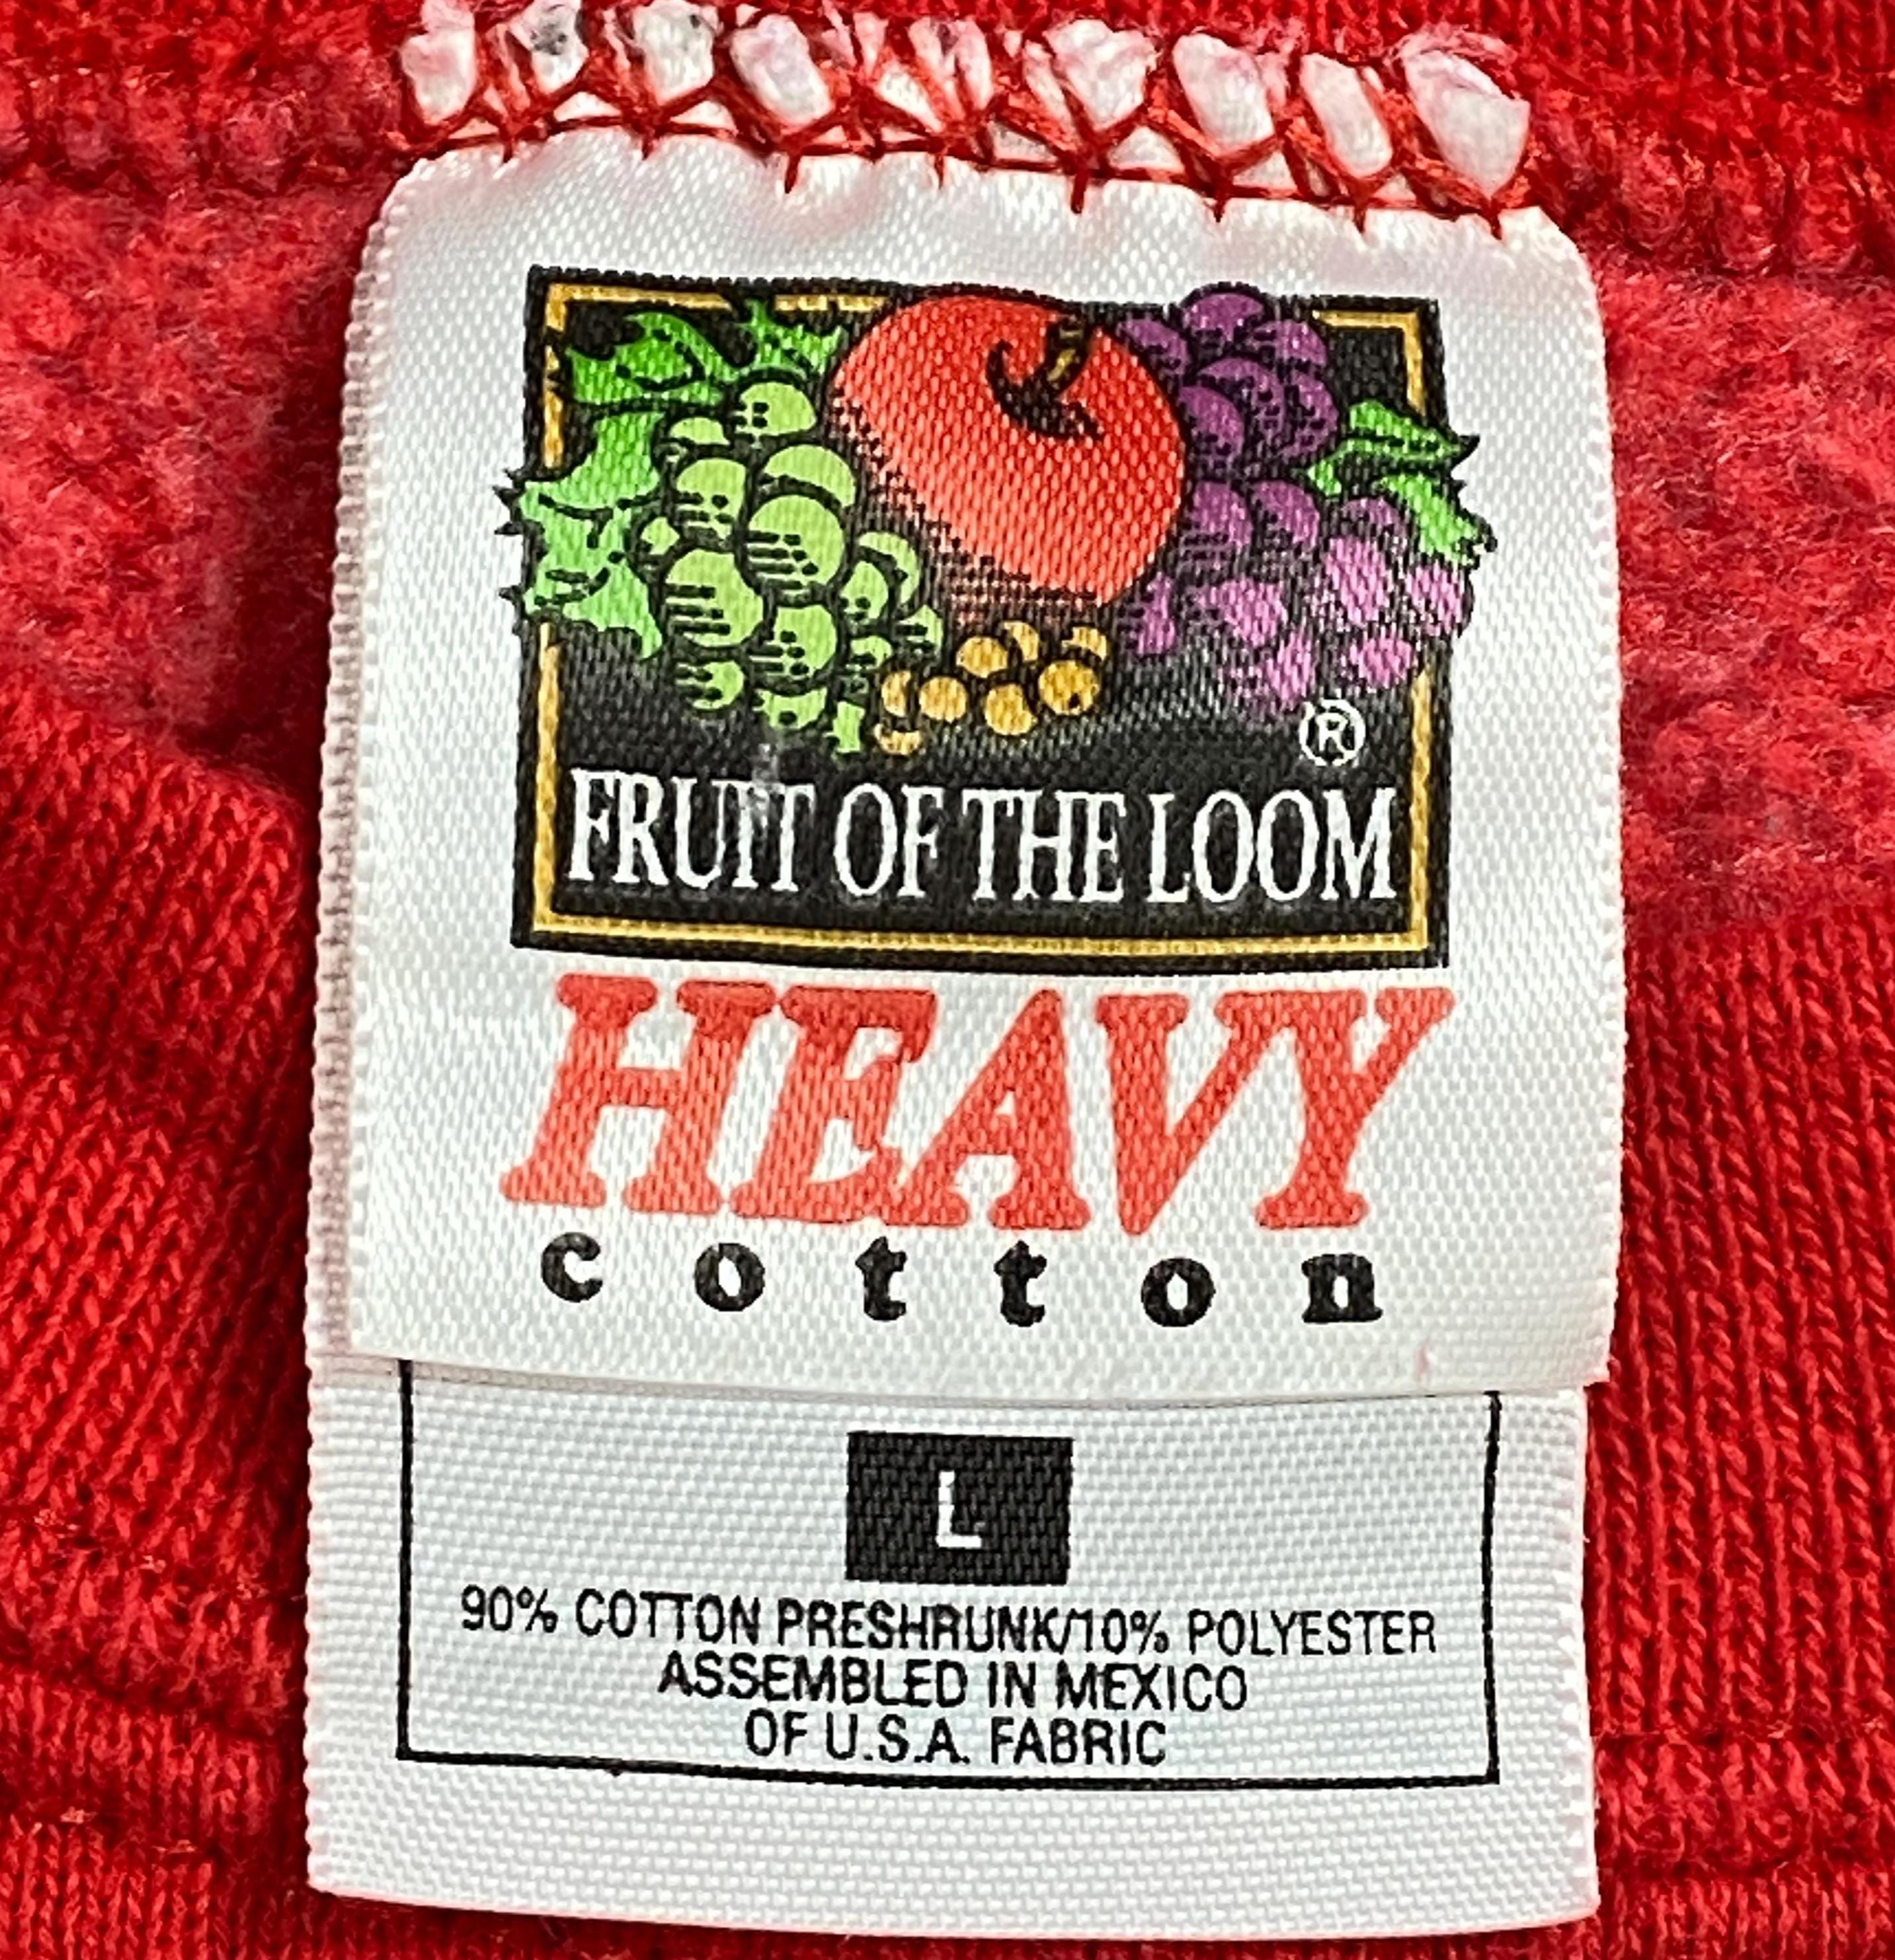 ®
FRUIT OF THE LOOM
HEAVY
cotton
L
90% COTTON PRESHRUNK/10% POLYESTER
ASSEMBLED IN MEXICO
OF U.S.A. FABRIC